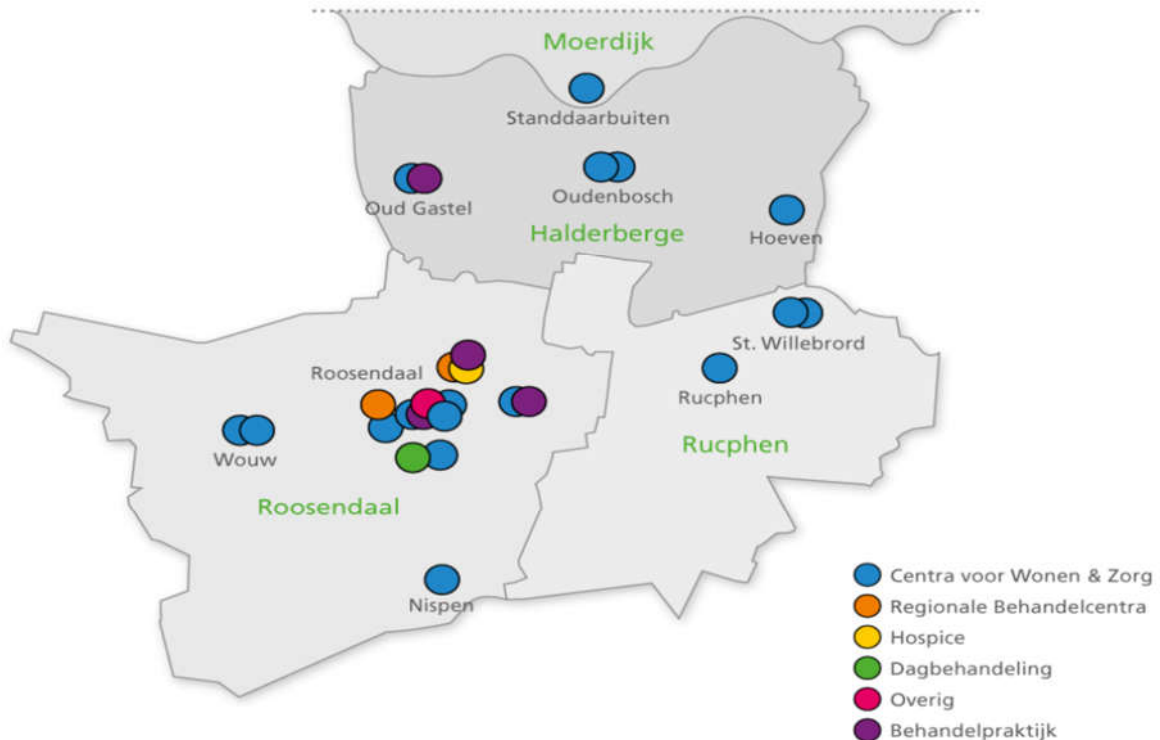 Moerdijk
Standdaarbuiten
Oudenbosch
Oud Gastel
Halderberge
Hoeven
St. Willebrord
Roosendaal
Rucphen
Rucphen
Wouw
Roosendaal
Nispen
Centra voor Wonen & Zorg
Regionale Behandelcentra
Hospice
Dagbehandeling
Overig
Behandelpraktijk